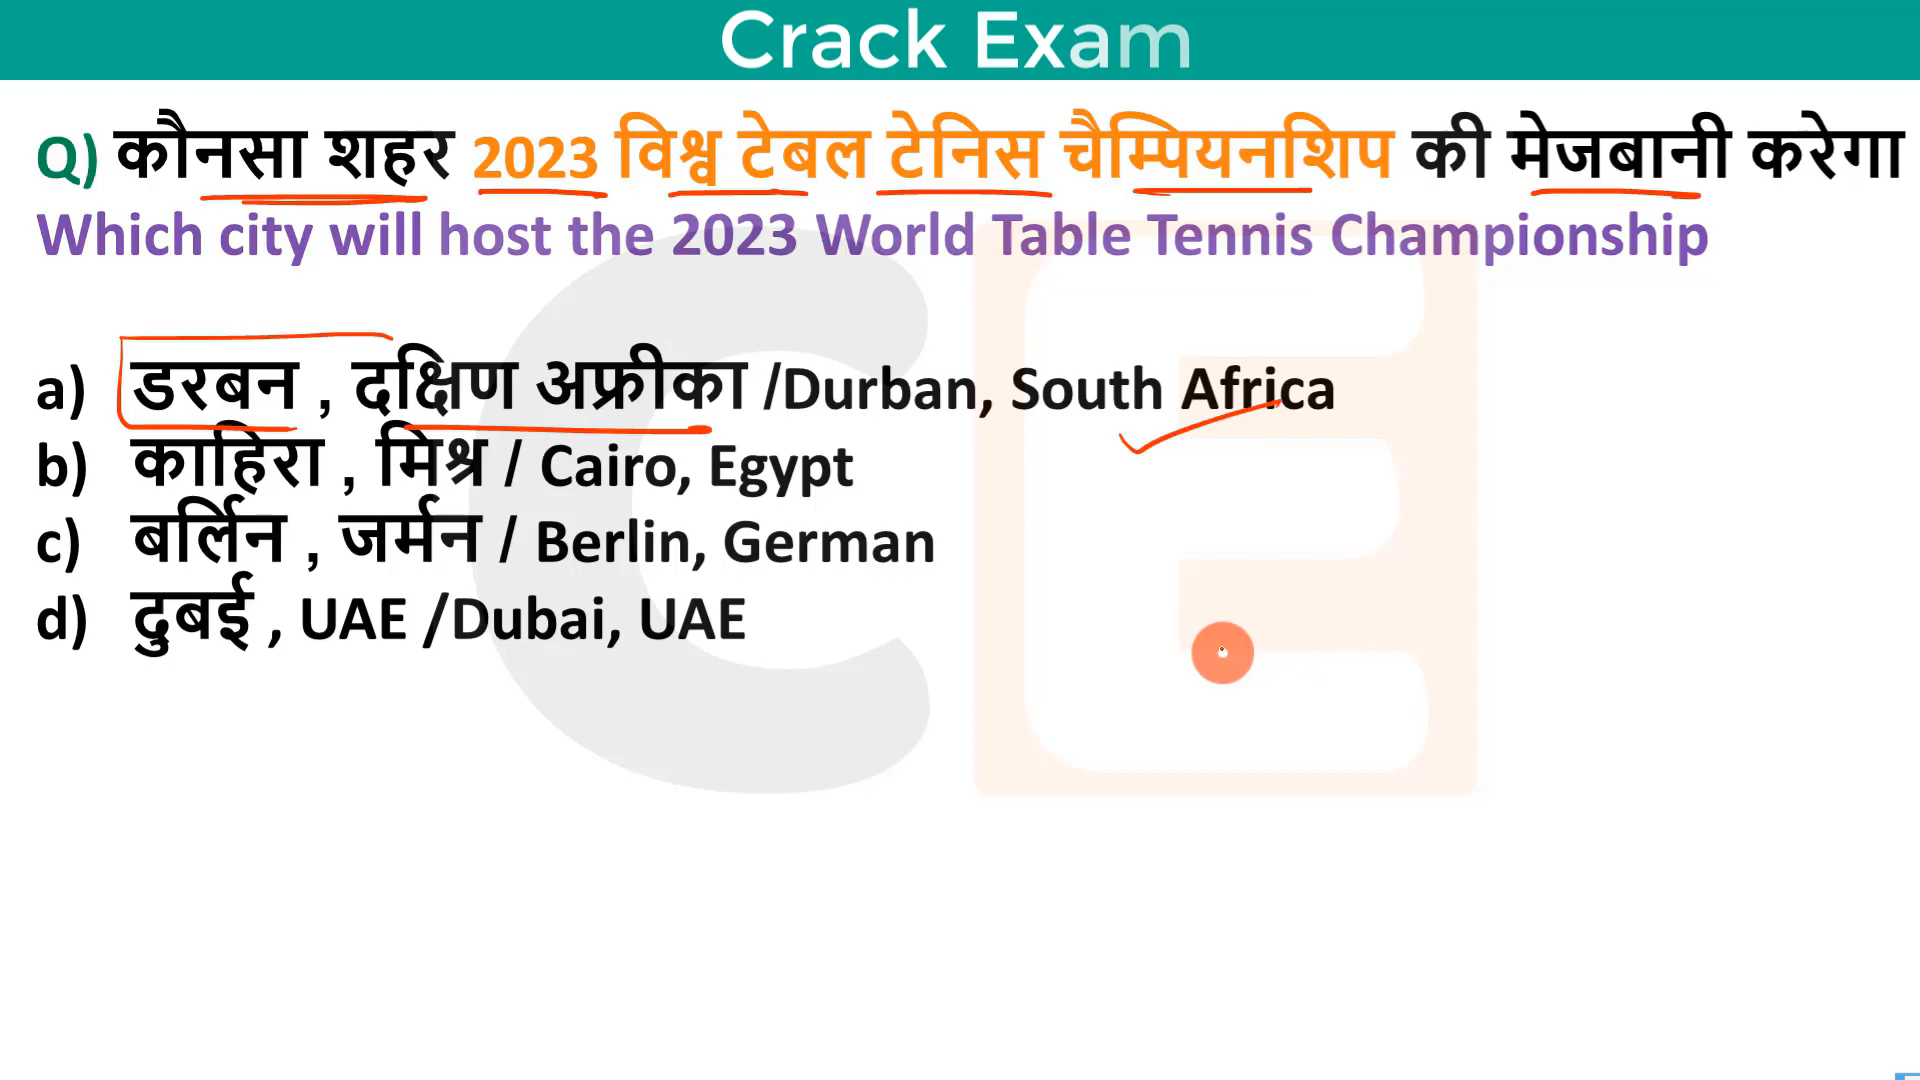 Crack Exam
Q) कौनसा शहर 2023 विश्व टेबल टेनिस चैम्पियनशिप की मेजबानी करेगा
Which city will host the 2023 World Table Tennis Championship
a) डरबन , दक्षिण अफ्रीका /Durban, South Africa
b) काहिरा , मिश्र / Cairo, Egypt
c) बर्लिन , जर्मन / Berlin, German
d) दुबई , UAE /Dubai, UAE